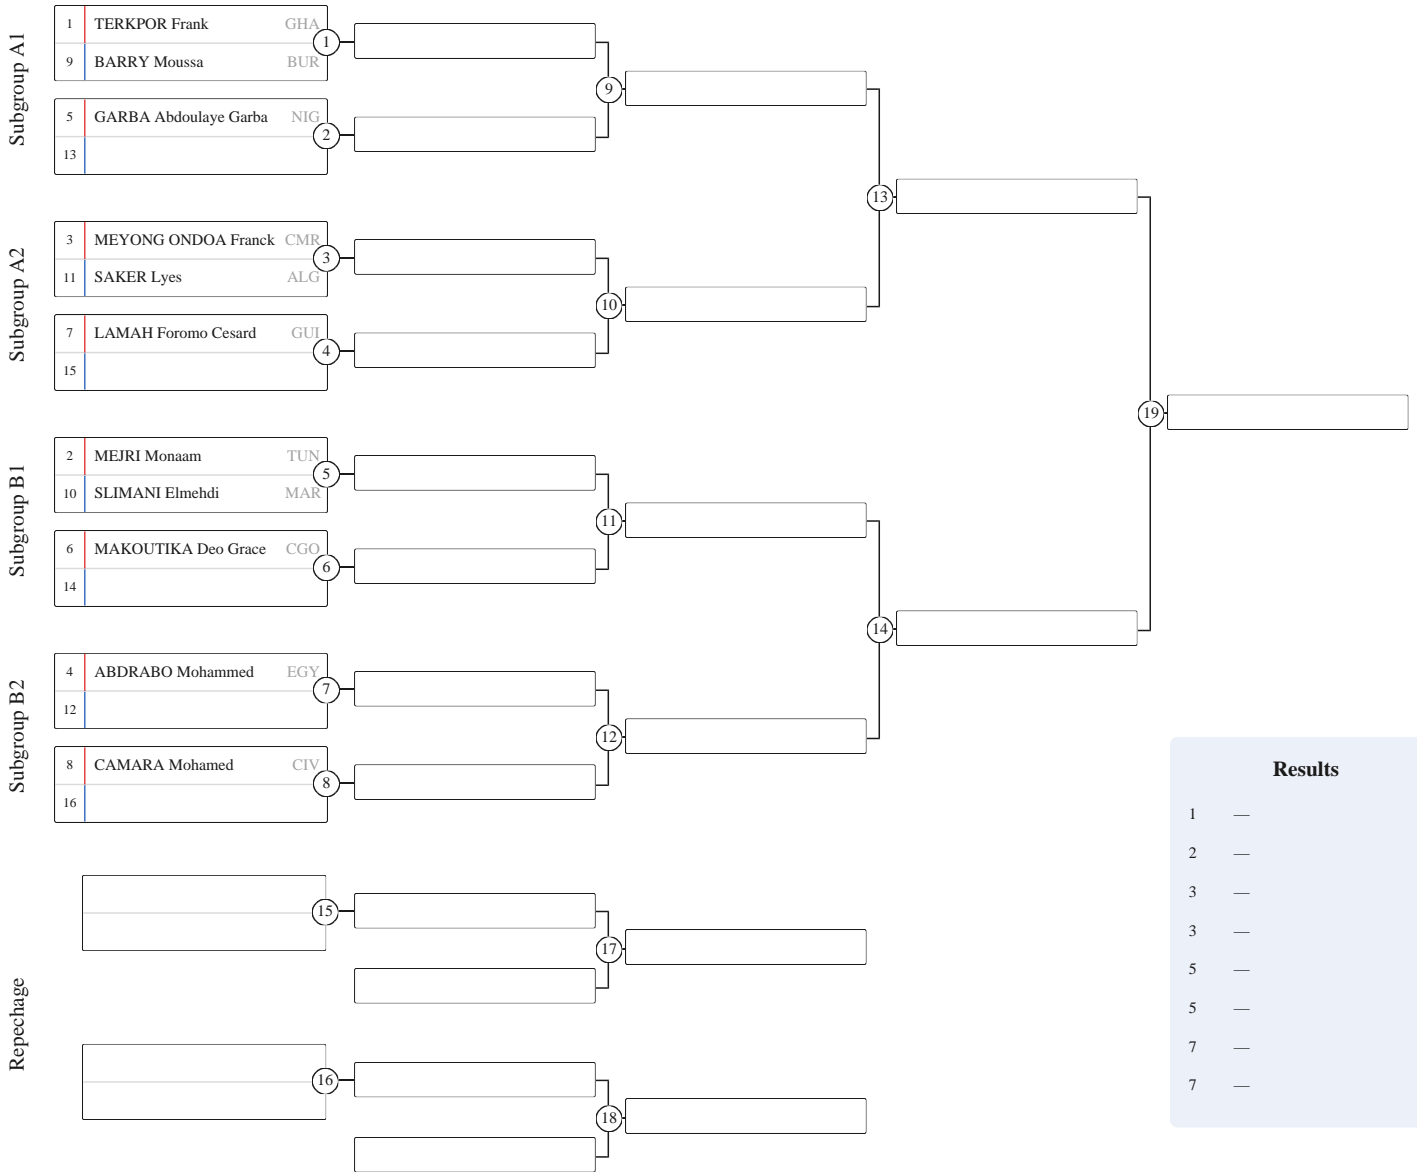 Subgroup A1
1 TERKPOR Frank GHA
9 BARRY Moussa BUR
1
5 GARBA Abdoulaye Garba NIG
13
2
9
Subgroup A2
3 MEYONG ONDOA Franck CMR
11 SAKER Lyes ALG
3
7 LAMAH Foromo Cesard GUI
15
4
10
13
Subgroup B1
2 MEJRI Monaam TUN
10 SLIMANI Elmehdi MAR
5
6 MAKOUTIKA Deo Grace CGO
14
6
11
Subgroup B2
4 ABDRABO Mohammed EGY
12
7
8 CAMARA Mohamed CIV
16
8
12
14
19
Repechage
15
17
16
18
Results
1 —
2 —
3 —
3 —
5 —
5 —
7 —
7 —